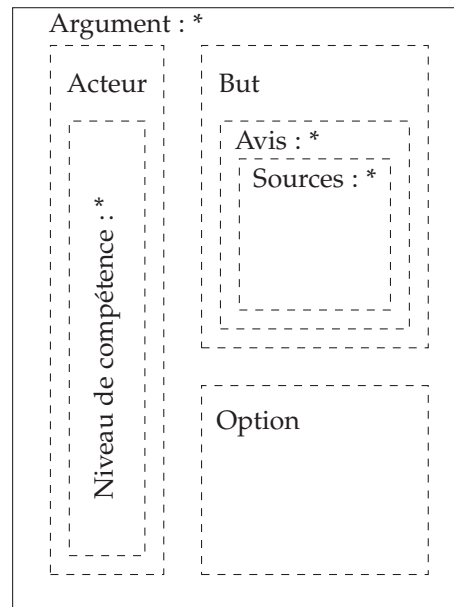 Argument : *
Acteur
Niveau de compétence : *
But
Avis : *
Sources : *
Option